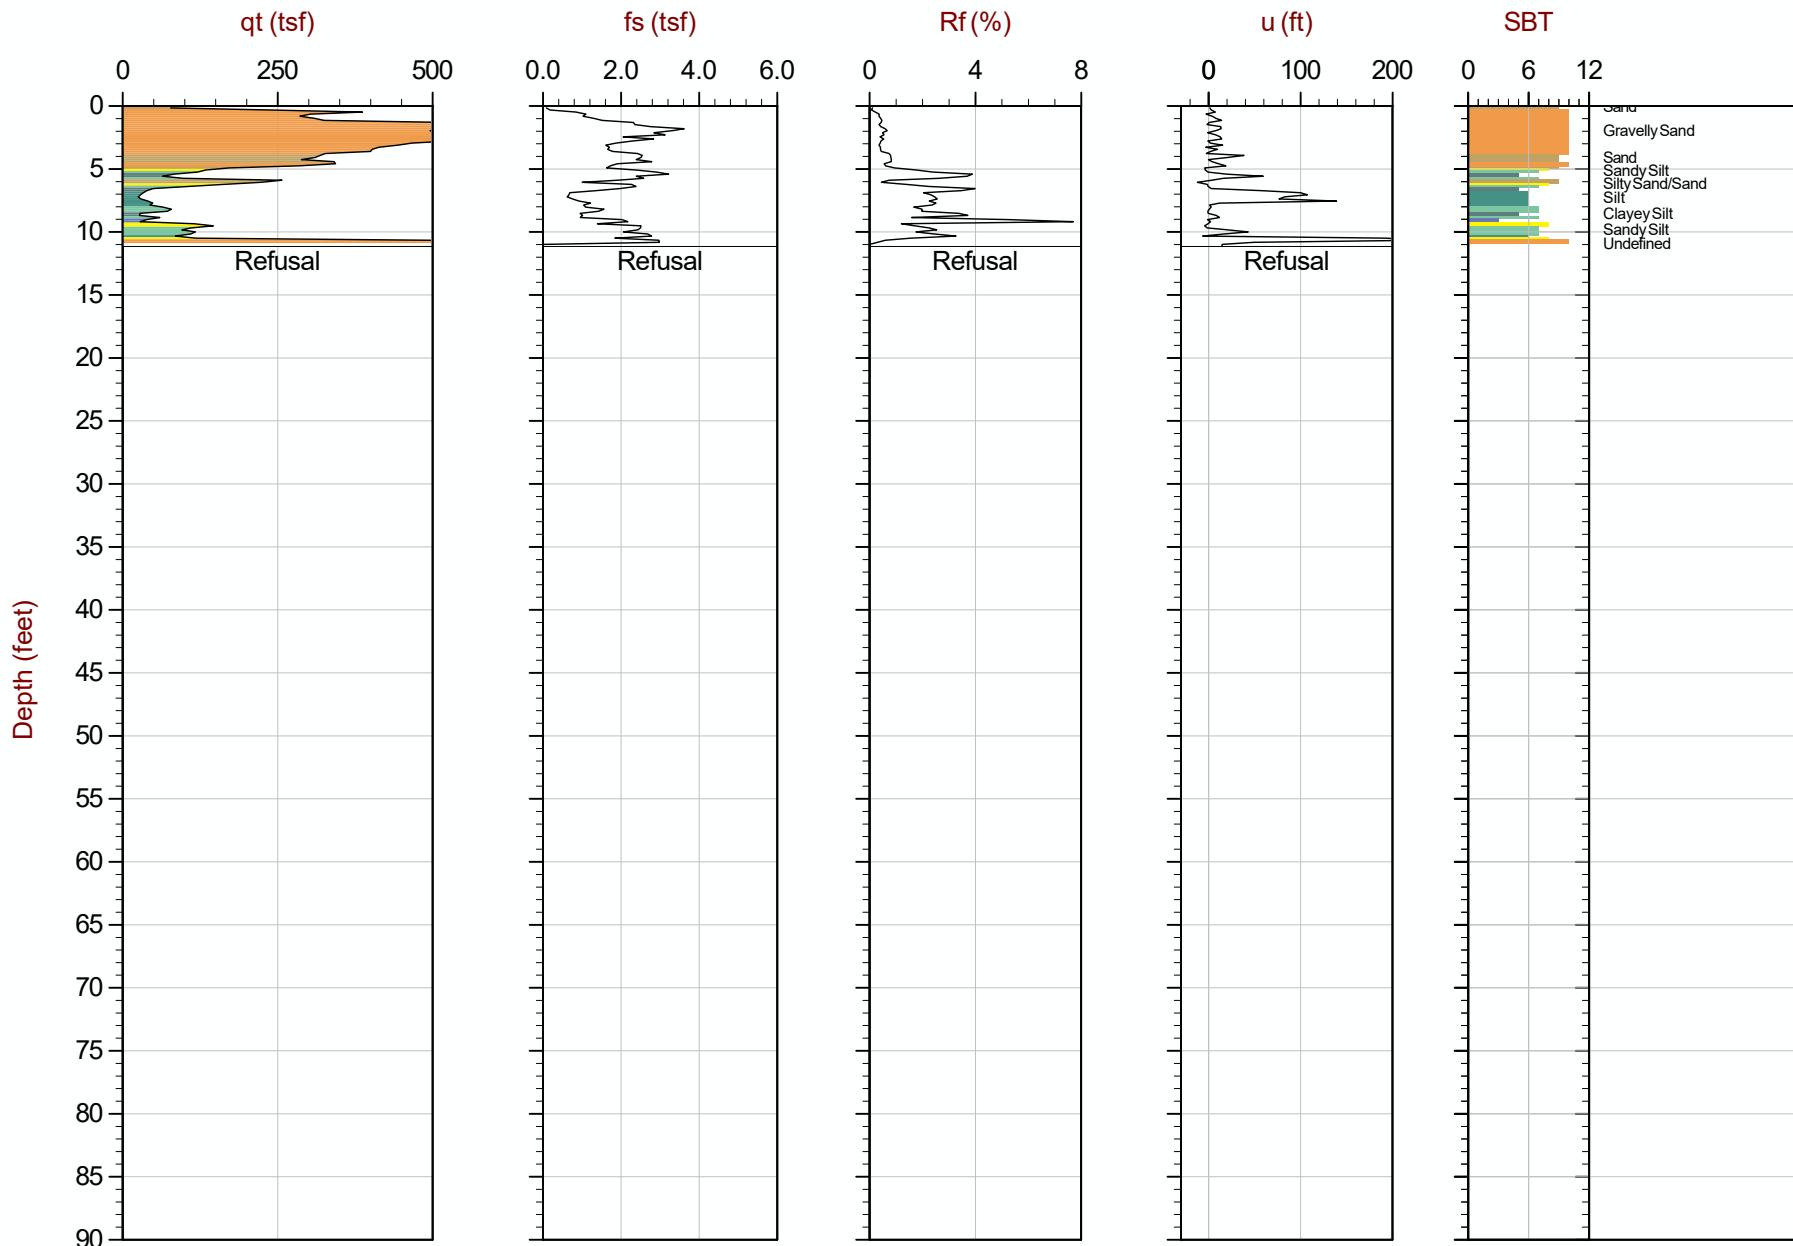 qt (tsf) fs (tsf) Rf (%) u (ft) SBT
0 250 500 0.0 2.0 4.0 6.0 0 4 8 0 100 200 0 6 12
0
Sand
Gravelly Sand
Sand
5
Sandy Silt
Silty Sand/Sand
Silt
Clayey Silt
10
Sandy Silt
Undefined
Refusal Refusal Refusal Refusal
15
20
25
30
35
40
45
50
55
60
65
70
75
80
85
90
Depth (feet)